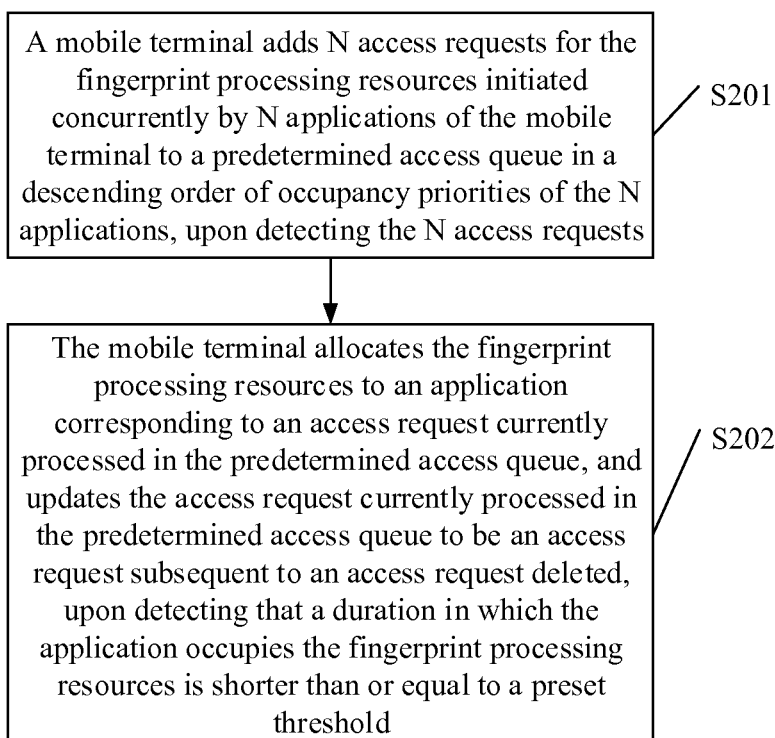 A mobile terminal adds N access requests for the
fingerprint processing resources initiated
concurrently by N applications of the mobile
terminal to a predetermined access queue in a
descending order of occupancy priorities of the N
applications, upon detecting the N access requests
S201
The mobile terminal allocates the fingerprint
processing resources to an application
corresponding to an access request currently
processed in the predetermined access queue, and
updates the access request currently processed in
the predetermined access queue to be an access
request subsequent to an access request deleted,
upon detecting that a duration in which the
application occupies the fingerprint processing
resources is shorter than or equal to a preset
threshold
S202